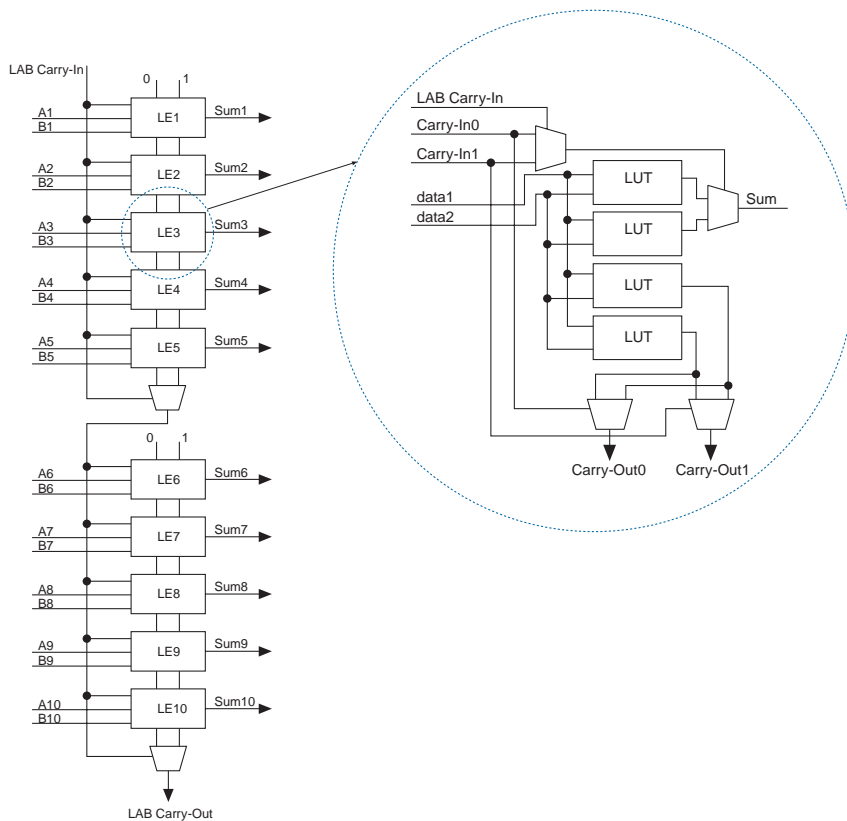 LAB Carry-In
0 1
A1
B1
LE1
Sum1
A2
B2
LE2
Sum2
A3
B3
LE3
Sum3
A4
B4
LE4
Sum4
A5
B5
LE5
Sum5
0 1
A6
B6
LE6
Sum6
A7
B7
LE7
Sum7
A8
B8
LE8
Sum8
A9
B9
LE9
Sum9
A10
B10
LE10
Sum10
LAB Carry-Out
LAB Carry-In
Carry-In0
Carry-In1
data1
data2
LUT
LUT
LUT
LUT
Sum
Carry-Out0 Carry-Out1